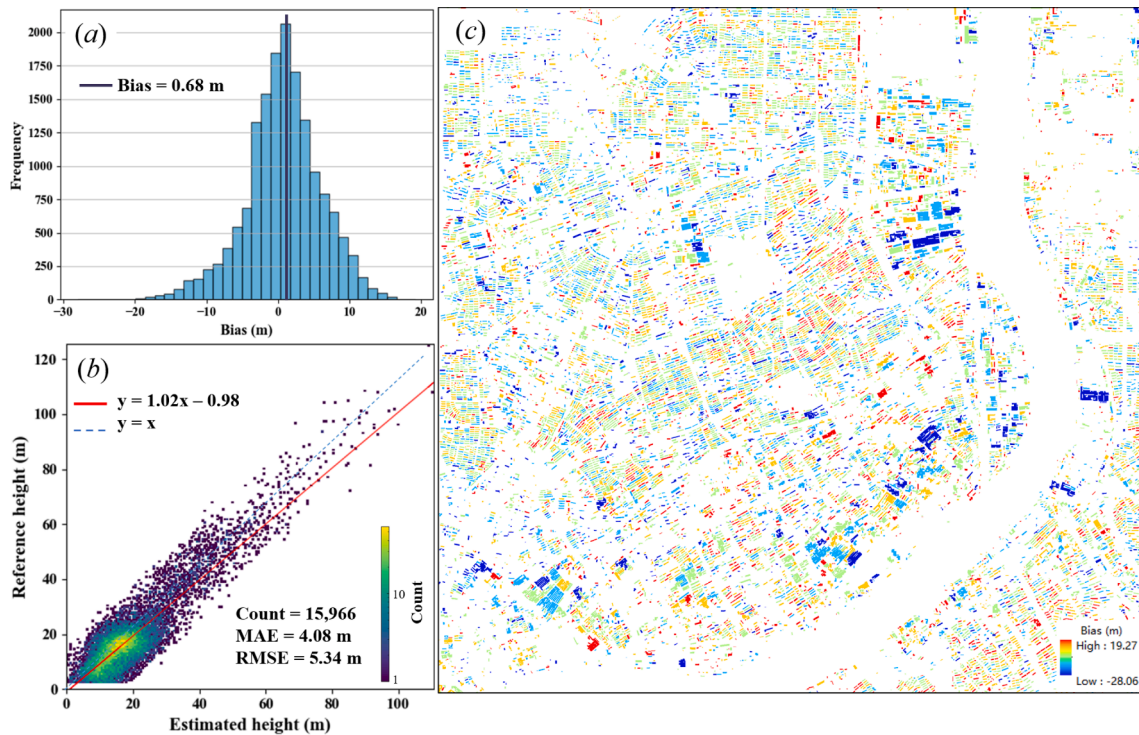 (a)
Bias = 0.68 m
Frequency
2000
1750
1500
1250
1000
750
500
250
0
−30
−20
−10
0
10
20
Bias (m)
(b)
y = 1.02x – 0.98
y = x
Reference height (m)
120
100
80
60
40
20
0
Count = 15,966
MAE = 4.08 m
RMSE = 5.34 m
10
1
Count
0
20
40
60
80
100
Estimated height (m)
(c)
Bias (m)
High : 19.27
Low : -28.06